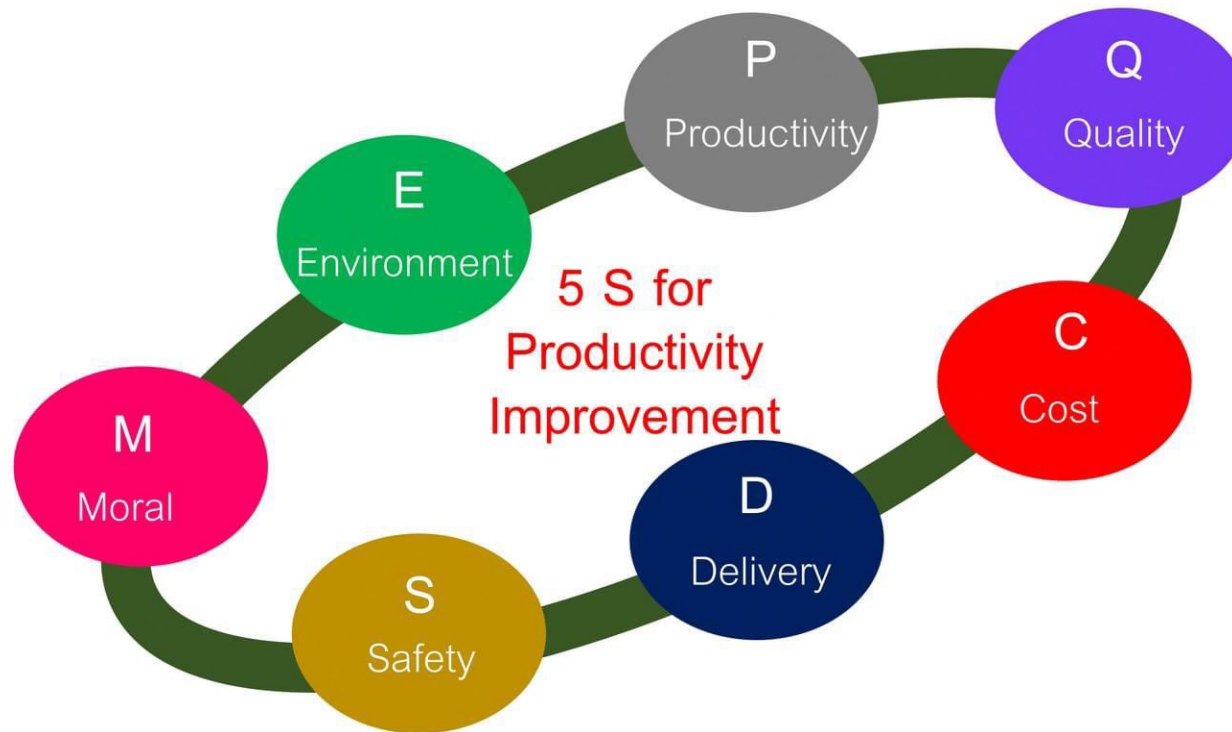 P
Productivity
Q
Quality
E
Environment
5 S for
Productivity
Improvement
C
Cost
M
Moral
D
Delivery
S
Safety